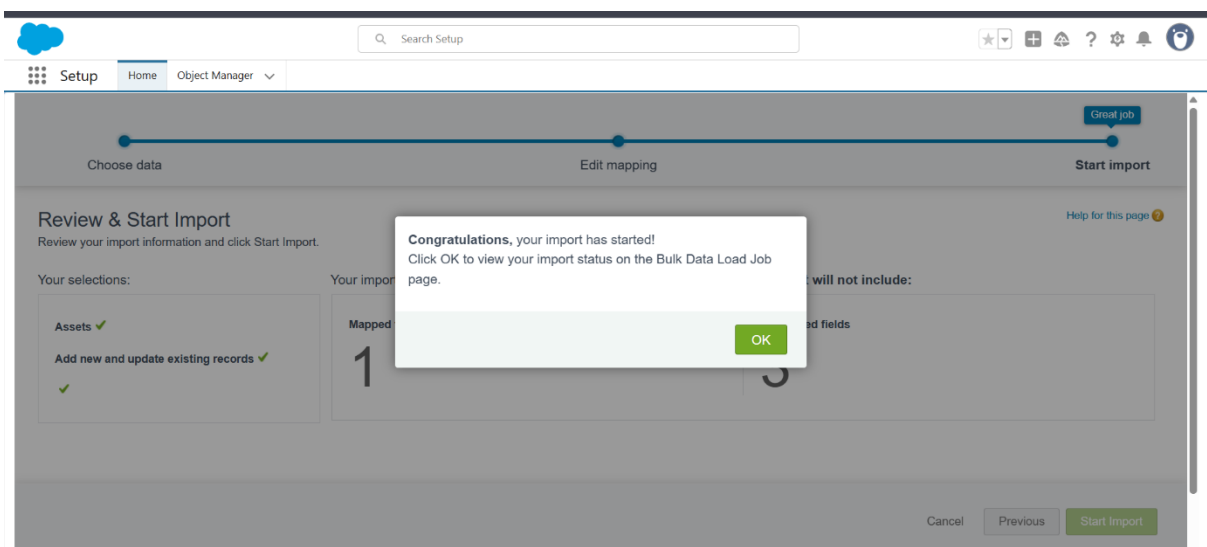 Search Setup
Setup
Home
Object Manager
Great job
Choose data
Edit mapping
Start import
Review & Start Import
Help for this page
Review your import information and click Start Import.
Congratulations, your import has started!
Click OK to view your import status on the Bulk Data Load Job
page.
OK
Your selections:
Your impor
will not include:
Assets
Add new and update existing records
Mapped
1
ed fields
3
Cancel
Previous
Start Import